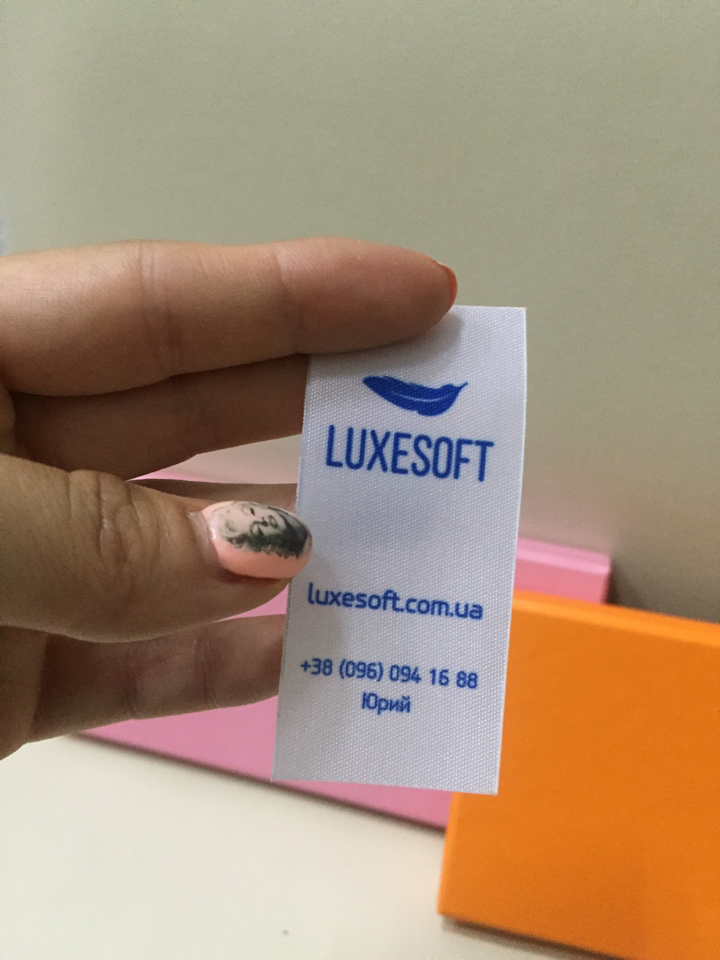 LUXESOFT
luxesoft.com.ua
+38 (096) 094 16 88
Юрий